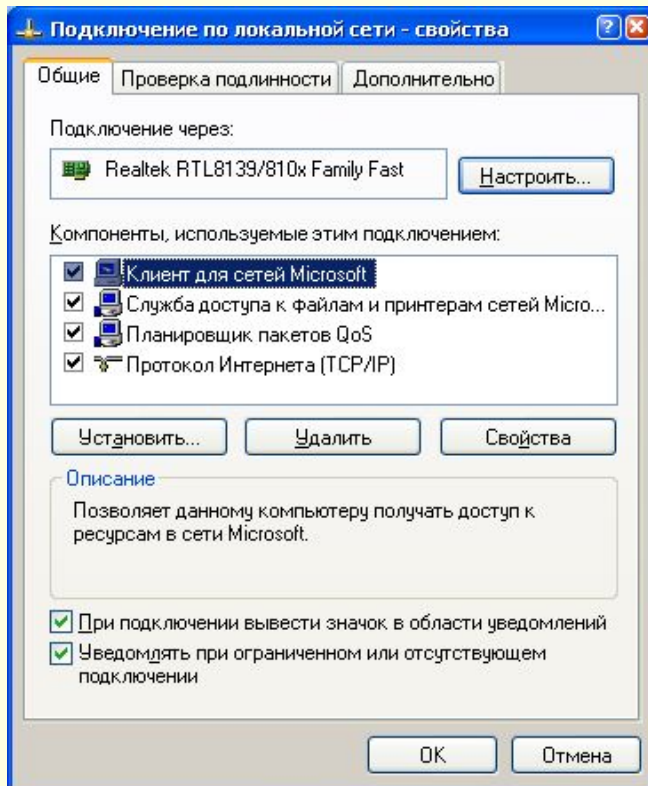 Подключение по локальной сети - свойства
Общие
Проверка подлинности
Дополнительно
Подключение через:
Realtek RTL8139/810x Family Fast
Настроить...
Компоненты, используемые этим подключением:
Клиент для сетей Microsoft
Служба доступа к файлам и принтерам сетей Micro...
Планировщик пакетов QoS
Протокол Интернета (TCP/IP)
Установить...
Удалить
Свойства
Описание
Позволяет данному компьютеру получать доступ к
ресурсам в сети Microsoft.
При подключении вывести значок в области уведомлений
Уведомлять при ограниченном или отсутствующем
подключении
OK
Отмена